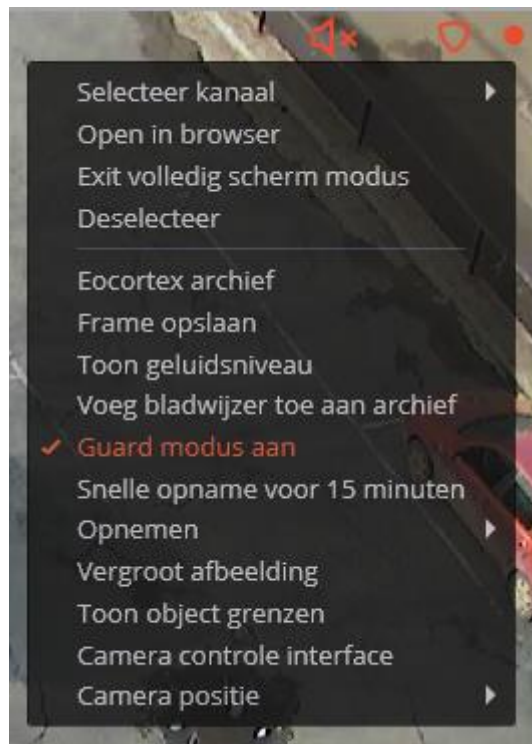 Selecteer kanaal
Open in browser
Exit volledig scherm modus
Deselecteer
Eocortex archief
Frame opslaan
Toon geluidsniveau
Voeg bladwijzer toe aan archief
Guard modus aan
Snelle opname voor 15 minuten
Opnemen
Vergroot afbeelding
Toon object grenzen
Camera controle interface
Camera positie